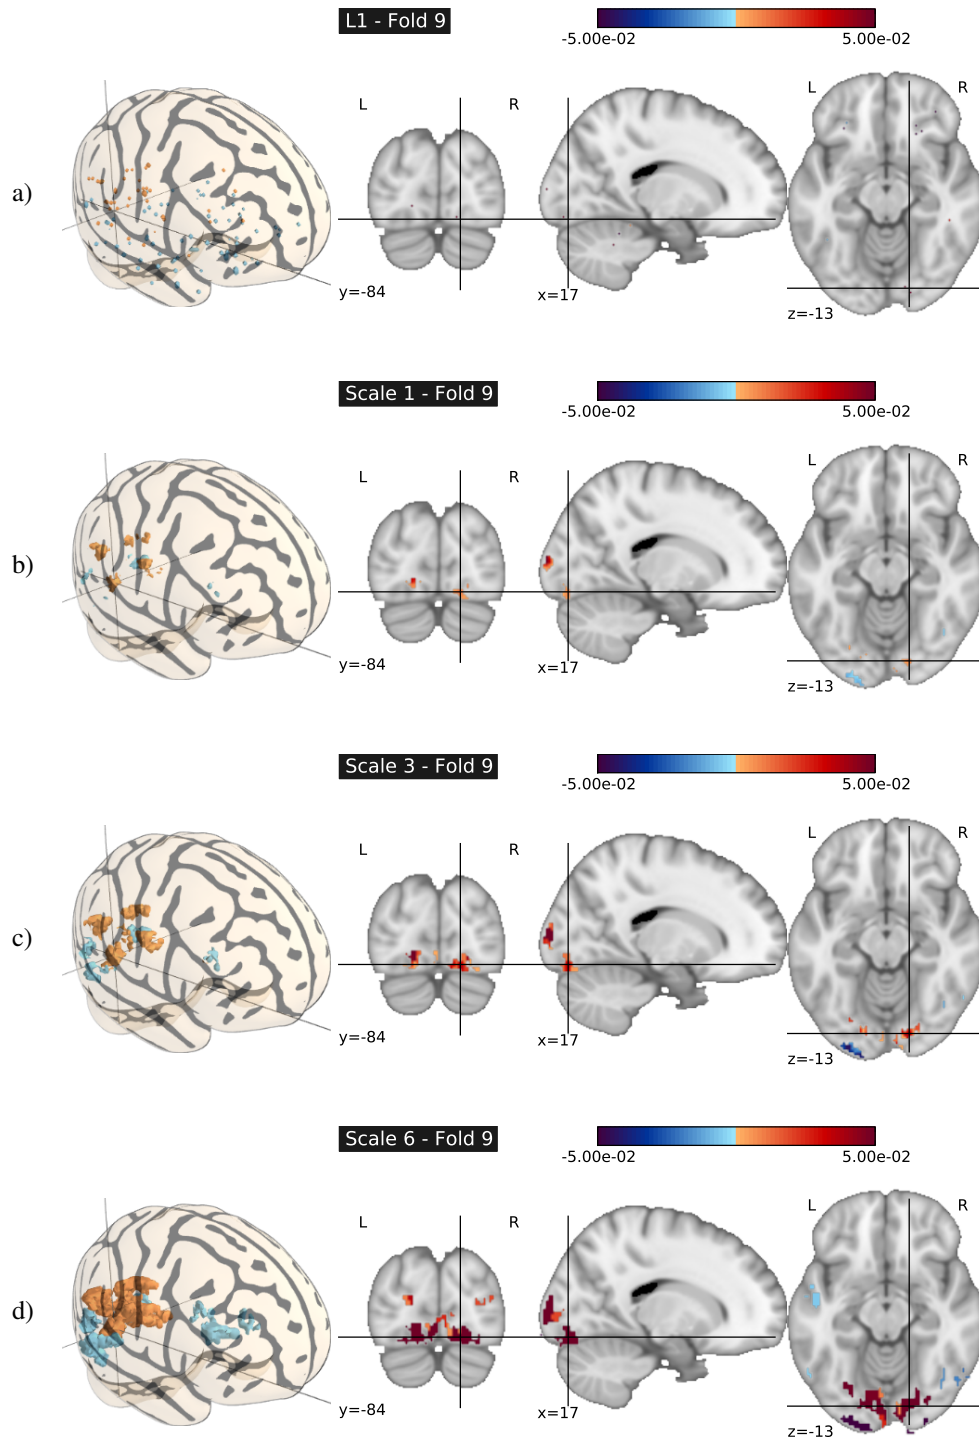 L1 - Fold 9
-5.00e-02 5.00e-02
L R R
L
a)
y=-84
x=17
z=-13
Scale 1 - Fold 9
-5.00e-02 5.00e-02
L R L R
b)
y=-84
x=17
z=-13
Scale 3 - Fold 9
-5.00e-02 5.00e-02
L R L R
c)
y=-84
x=17
z=-13
Scale 6 - Fold 9
-5.00e-02 5.00e-02
L R L R
d)
y=-84
x=17
z=-13